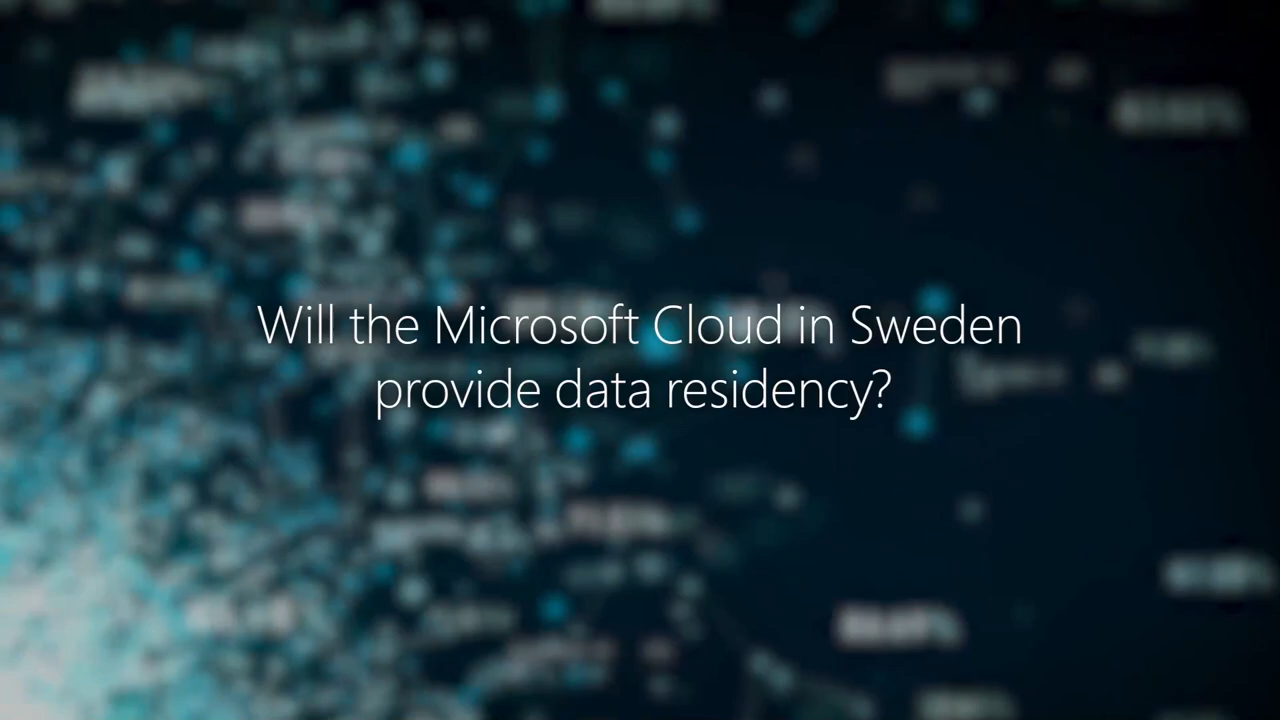 Will the Microsoft Cloud in Sweden
provide data residency?